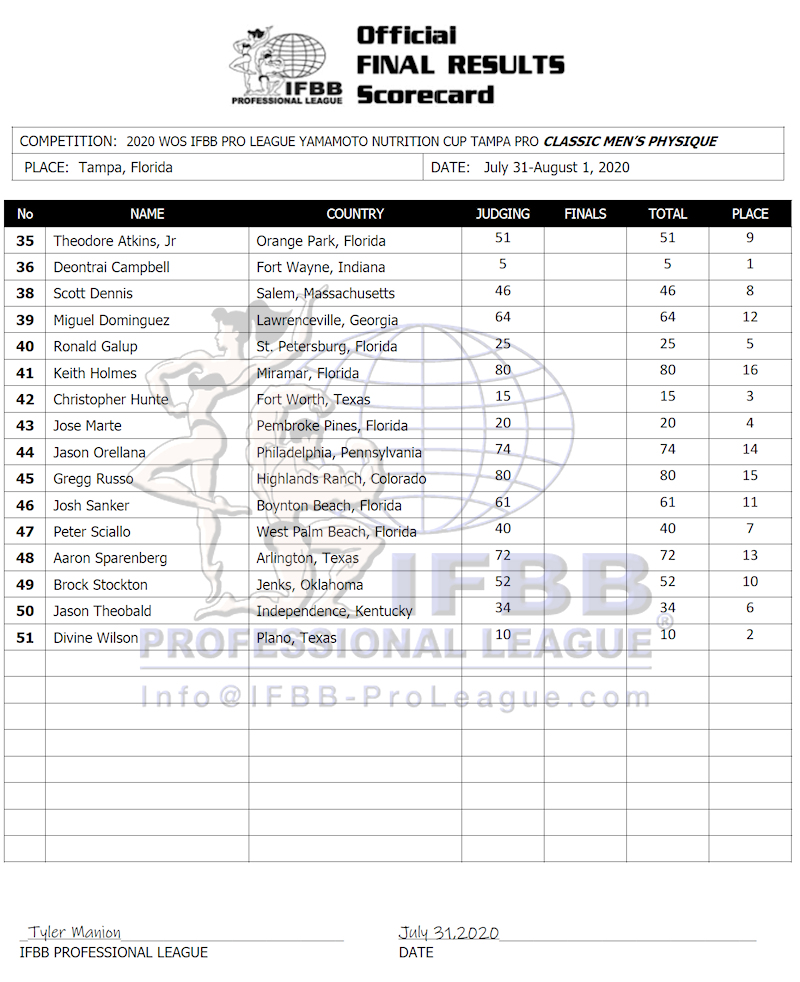 Official
FINAL RESULTS
Scorecard
IFBB
PROFESSIONAL LEAGUE
COMPETITION: 2020 WOS IFBB PRO LEAGUE YAMAMOTO NUTRITION CUP TAMPA PRO CLASSIC MEN'S PHYSIQUE
PLACE: Tampa, Florida DATE: July 31-August 1, 2020
No NAME COUNTRY JUDGING FINALS TOTAL PLACE
35 Theodore Atkins, Jr Orange Park, Florida 51 51 9
36 Deontrai Campbell Fort Wayne, Indiana 5 5 1
38 Scott Dennis Salem, Massachusetts 46 46 8
39 Miguel Dominguez Lawrenceville, Georgia 64 64 12
40 Ronald Galup St. Petersburg, Florida 25 25 5
41 Keith Holmes Miramar, Florida 80 80 16
42 Christopher Hunte Fort Worth, Texas 15 15 3
43 Jose Marte Pembroke Pines, Florida 20 20 4
44 Jason Orellana Philadelphia, Pennsylvania 74 74 14
45 Gregg Russo Highlands Ranch, Colorado 80 80 15
46 Josh Sanker Boynton Beach, Florida 61 61 11
47 Peter Sciallo West Palm Beach, Florida 40 40 7
48 Aaron Sparenberg Arlington, Texas 72 72 13
49 Brock Stockton Jenks, Oklahoma 52 52 10
50 Jason Theobald Independence, Kentucky 34 34 6
51 Divine Wilson Plano, Texas 10 10 2
IFBB
PROFESSIONAL LEAGUE®
Info@IFBB-ProLeague.com
Tyler Manion July 31,2020
IFBB PROFESSIONAL LEAGUE DATE